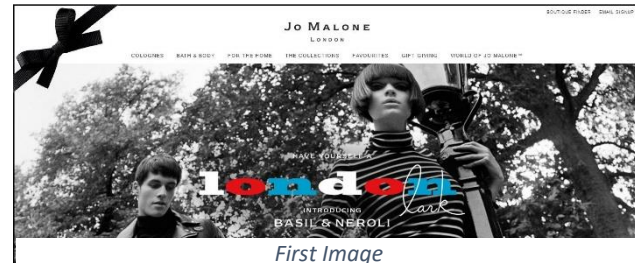 BOUTIQUE FINDER EMAIL SIGNUP
JO MALONE
LONDON
COLOGNES BATH & BODY FOR THE HOME THE COLLECTIONS FAVOURITES GIFT GIVING WORLD OF JO MALONE™
HAVE YOURSELF A
london
lark
INTRODUCING
BASIL & NEROLI
First Image